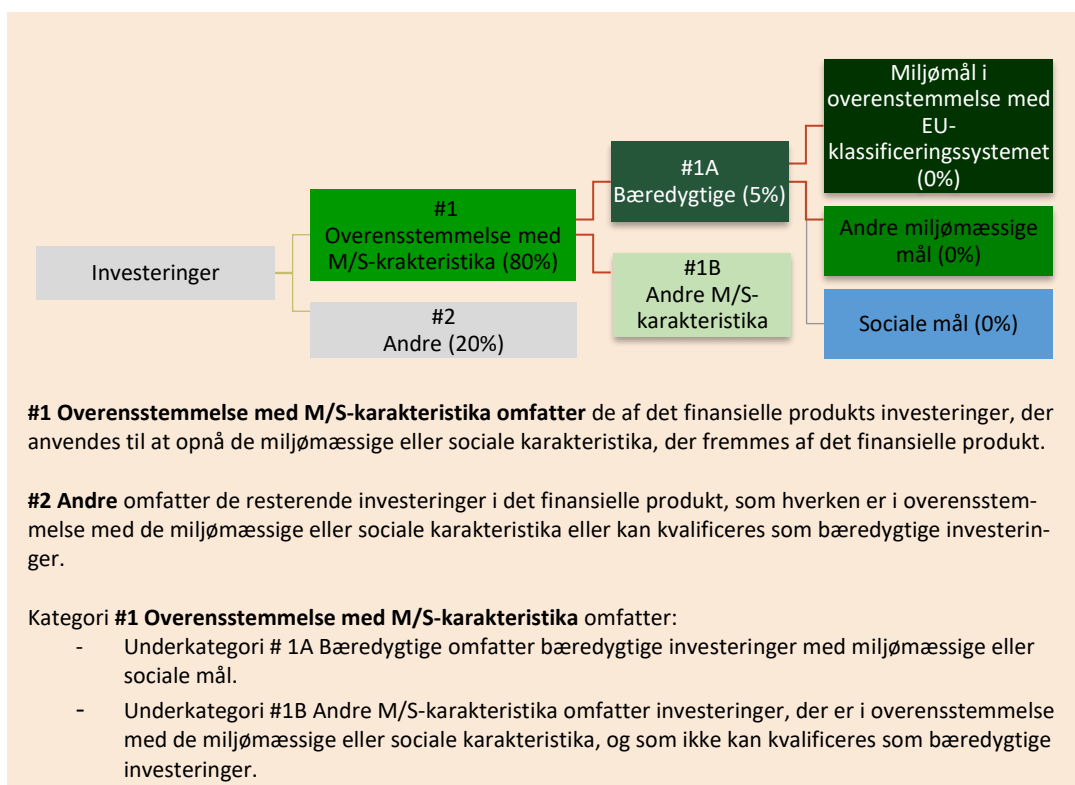 Investeringer
#1
Overensstemmelse med
M/S-krakteristika (80%)
#2
Andre (20%)
#1A
Bæredygtige (5%)
#1B
Andre M/S-
karakteristika
Miljømål i
overenstemmelse med
EU-
klassificeringssystemet
(0%)
Andre miljømæssige
mål (0%)
Sociale mål (0%)
#1 Overensstemmelse med M/S-karakteristika omfatter de af det finansielle produkts investeringer, der
anvendes til at opnå de miljømæssige eller sociale karakteristika, der fremmes af det finansielle produkt.
#2 Andre omfatter de resterende investeringer i det finansielle produkt, som hverken er i overensstem-
melse med de miljømæssige eller sociale karakteristika eller kan kvalificeres som bæredygtige investerin-
ger.
Kategori #1 Overensstemmelse med M/S-karakteristika omfatter:
- Underkategori # 1A Bæredygtige omfatter bæredygtige investeringer med miljømæssige eller
sociale mål.
- Underkategori #1B Andre M/S-karakteristika omfatter investeringer, der er i overensstemmelse
med de miljømæssige eller sociale karakteristika, og som ikke kan kvalificeres som bæredygtige
investeringer.